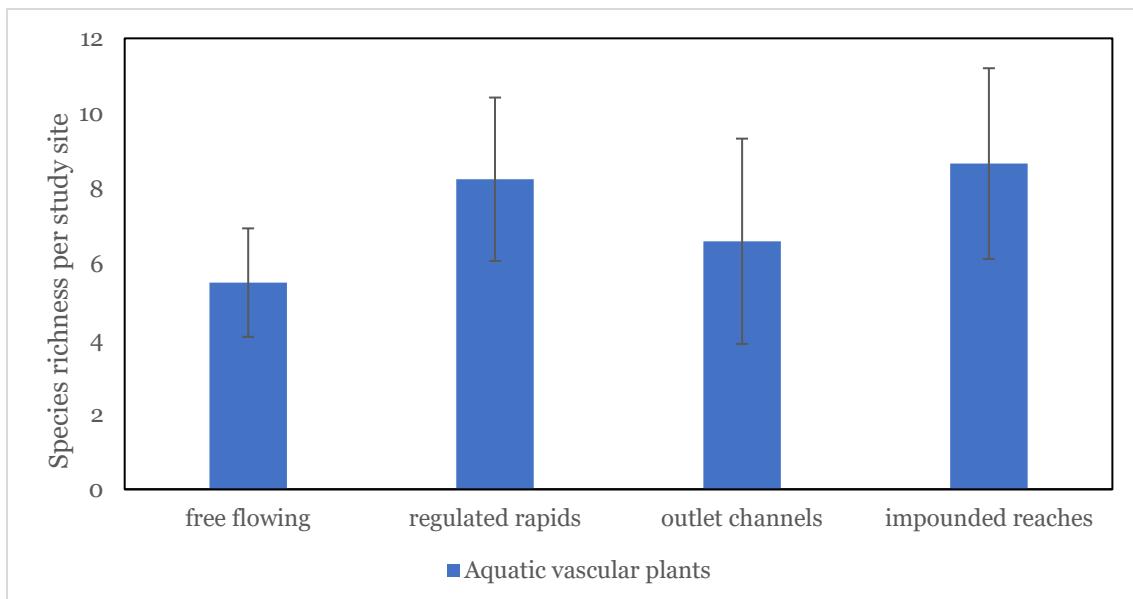 Species richness per study site
12
10
8
6
4
2
0
free flowing
regulated rapids
outlet channels
impounded reaches
Aquatic vascular plants